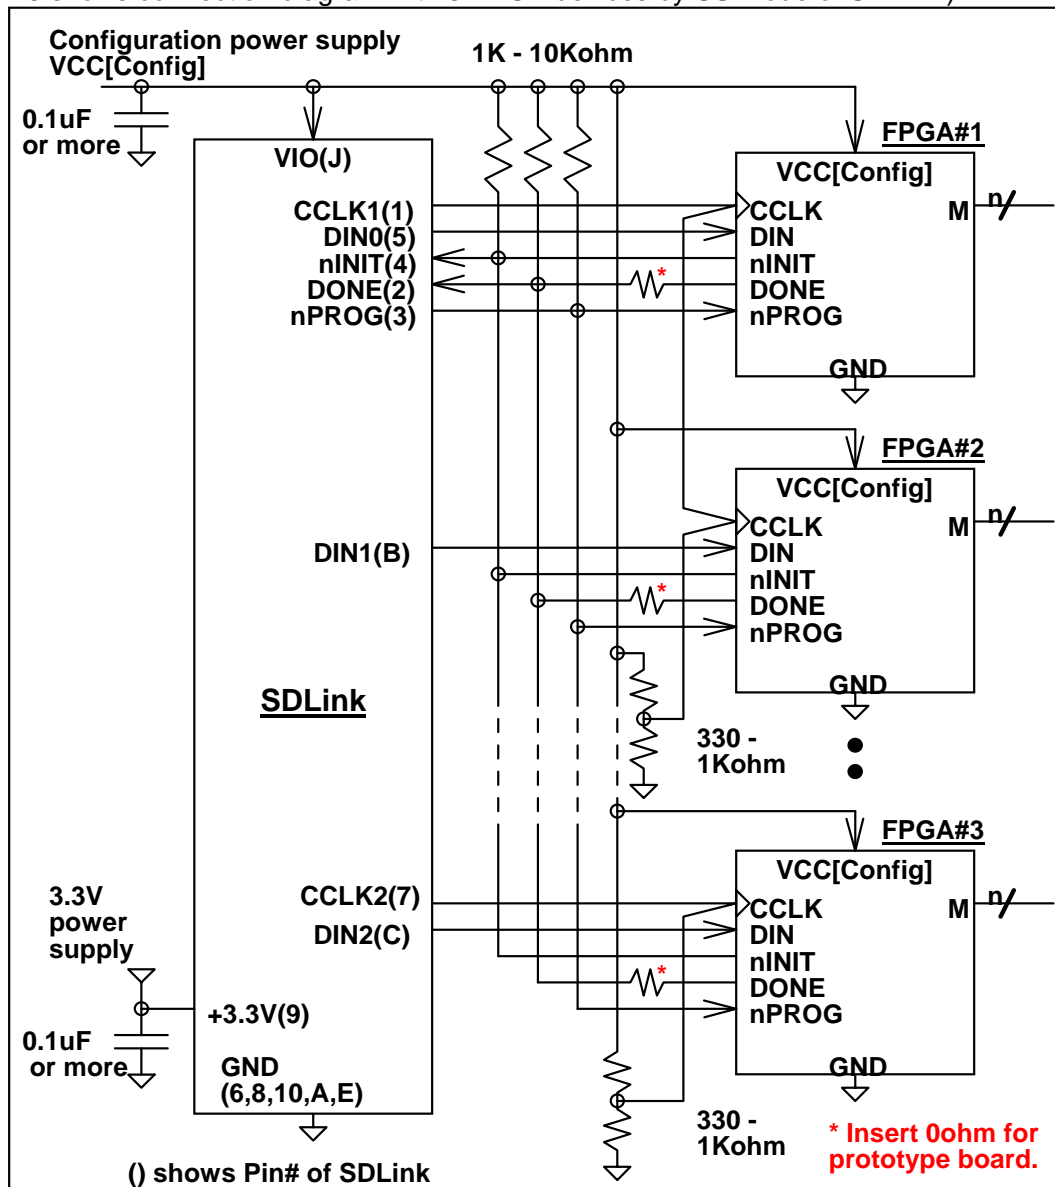 Configuration power supply
VCC[Config]
1K - 10Kohm
0.1uF
or more
VIO(J)
CCLK1(1)
DIN0(5)
nINIT(4)
DONE(2)
nPROG(3)
*
FPGA#1
VCC[Config]
CCLK
M
n
DIN
nINIT
DONE
nPROG
GND
DIN1(B)
*
FPGA#2
VCC[Config]
CCLK
M
n
DIN
nINIT
DONE
nPROG
GND
SDLink
330 -
1Kohm
CCLK2(7)
DIN2(C)
*
FPGA#3
VCC[Config]
CCLK
M
n
DIN
nINIT
DONE
nPROG
GND
3.3V
power
supply
+3.3V(9)
0.1uF
or more
GND
(6,8,10,A,E)
330 -
1Kohm
* Insert 0ohm for
prototype board.
() shows Pin# of SDLink